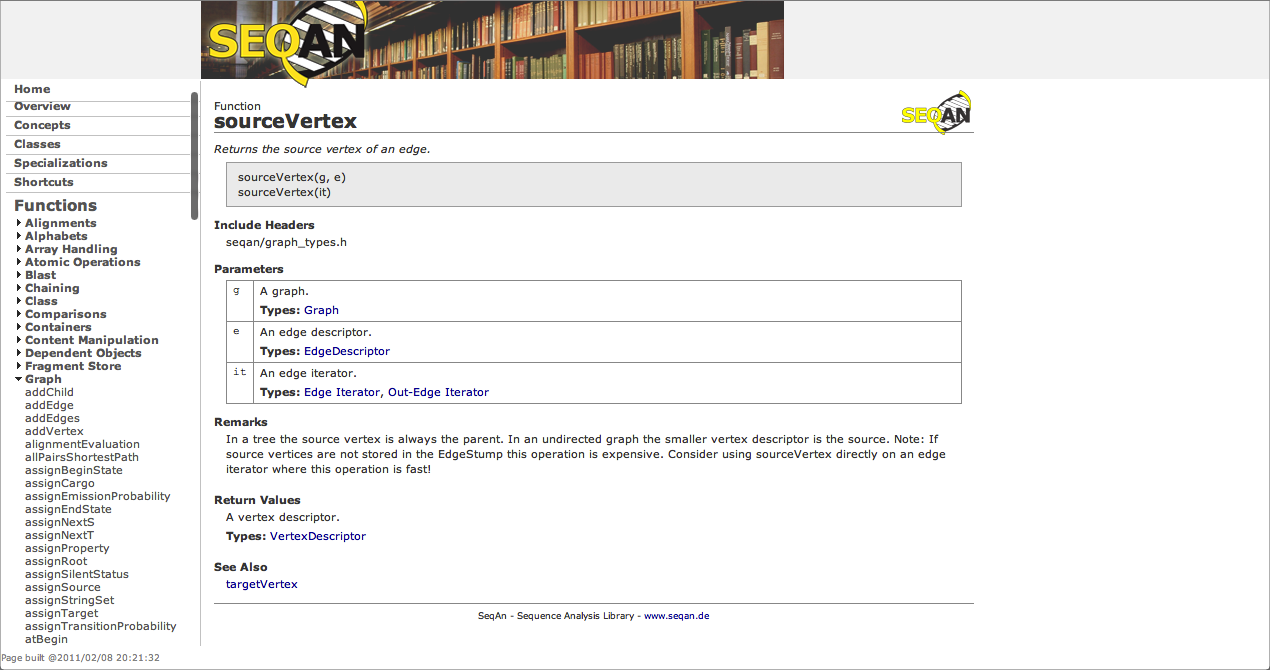 SEQAN
Home
Overview
Concepts
Classes
Specializations
Shortcuts
Functions
Alignments
Alphabets
Array Handling
Atomic Operations
Blast
Chaining
Class
Comparisons
Containers
Content Manipulation
Dependent Objects
Fragment Store
Graph
addChild
addEdge
addEdges
addVertex
alignmentEvaluation
allPairsShortestPath
assignBeginState
assignCargo
assignEmissionProbability
assignEndState
assignNextS
assignNextT
assignProperty
assignRoot
assignSilentStatus
assignSource
assignStringSet
assignTarget
assignTransitionProbability
atBegin
Page built @2011/02/08 20:21:32
Function
sourceVertex
SEQAN
Returns the source vertex of an edge.
sourceVertex(g, e)
sourceVertex(it)
Include Headers
seqan/graph_types.h
Parameters
g A graph.
Types: Graph
e An edge descriptor.
Types: EdgeDescriptor
it An edge iterator.
Types: Edge Iterator, Out-Edge Iterator
Remarks
In a tree the source vertex is always the parent. In an undirected graph the smaller vertex descriptor is the source. Note: If
source vertices are not stored in the EdgeStump this operation is expensive. Consider using sourceVertex directly on an edge
iterator where this operation is fast!
Return Values
A vertex descriptor.
Types: VertexDescriptor
See Also
targetVertex
SeqAn - Sequence Analysis Library - www.seqan.de